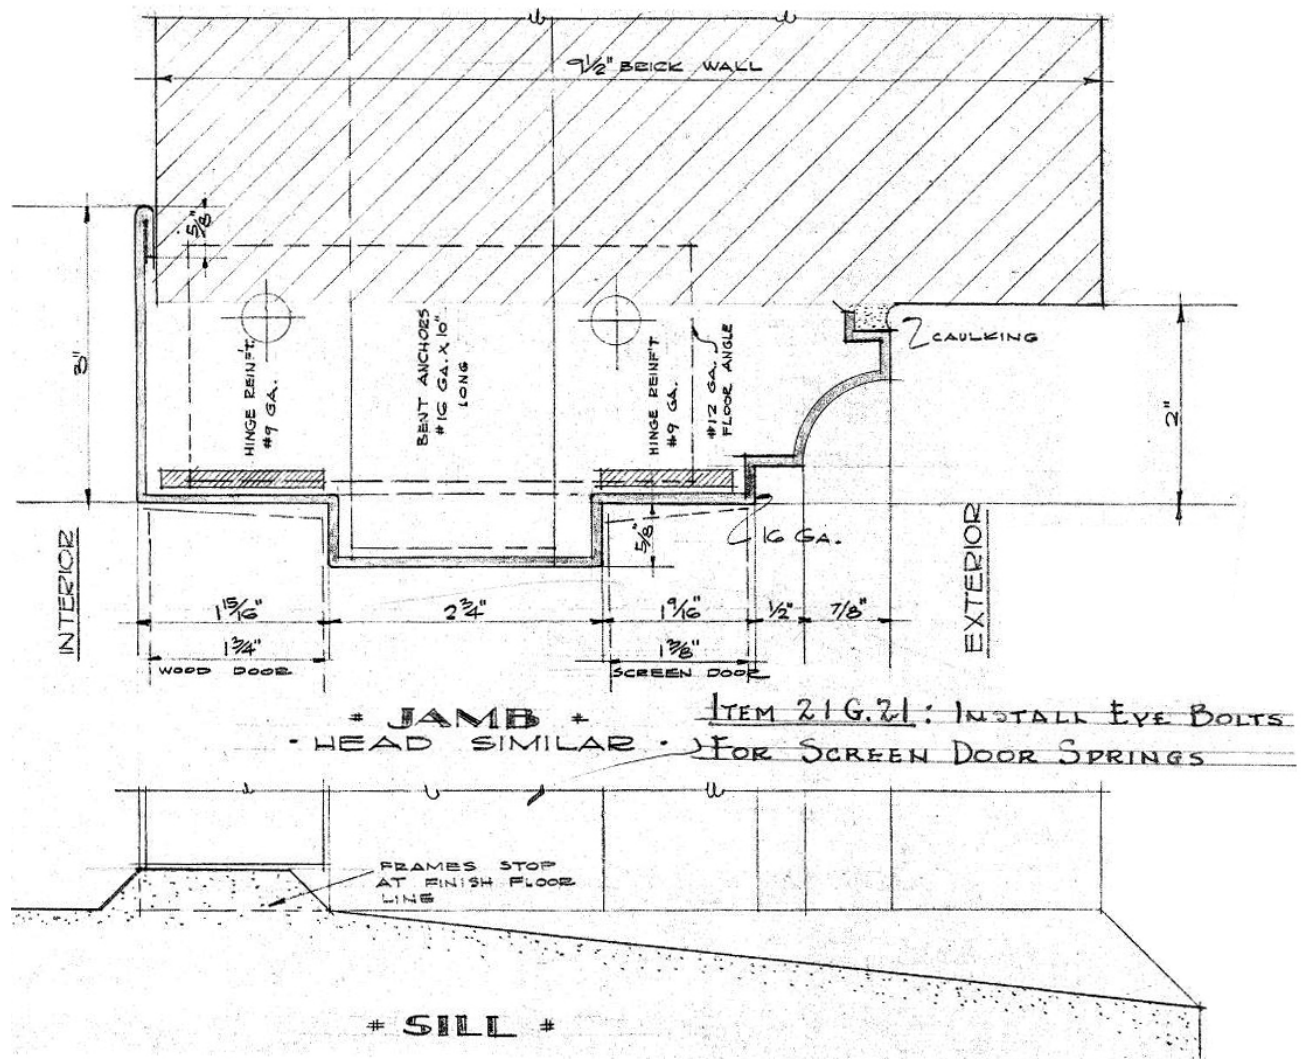 9½" BRICK WALL
5/8"
3"
HINGE REINF'T.
#9 GA.
BENT ANCHORS
#16 GA. X 10"
LONG
HINGE REINF'T
#9 GA.
#12 GA.
FLOOR ANGLE
CAULKING
2"
5/8"
16 GA.
INTERIOR
EXTERIOR
1 15/16"
2 3/4"
1 9/16"
1/2"
7/8"
1 3/4"
WOOD DOOR
1 3/8"
SCREEN DOOR
JAMB
HEAD SIMILAR
ITEM 21G.21: INSTALL EYE BOLTS
FOR SCREEN DOOR SPRINGS
FRAMES STOP
AT FINISH FLOOR
LINE
SILL